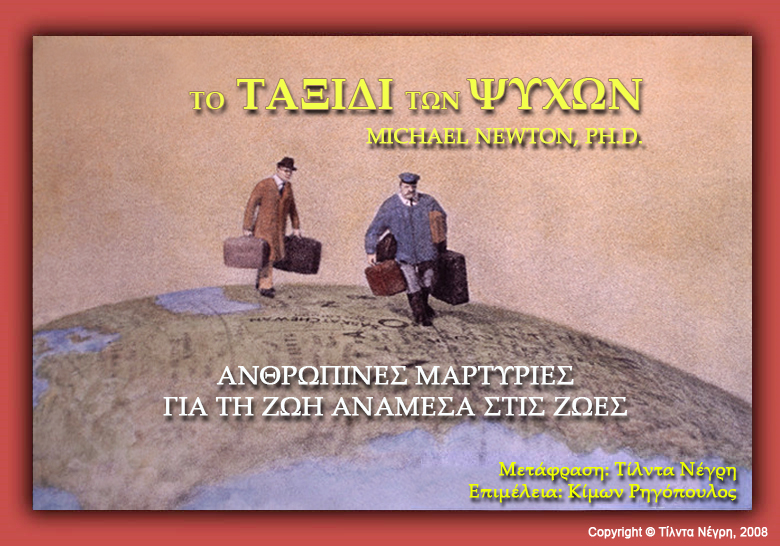 ΤΟ ΤΑΞΙΔΙ ΤΩΝ ΨΥΧΩΝ
MICHAEL NEWTON, PH.D.
ΑΝΘΡΩΠΙΝΕΣ ΜΑΡΤΥΡΙΕΣ
ΓΙΑ ΤΗ ΖΩΗ ΑΝΑΜΕΣΑ ΣΤΙΣ ΖΩΕΣ
Μετάφραση: Τίλντα Νέγρη
Επιμέλεια: Κίμων Ρηγόπουλος
Copyright © Τίλντα Νέγρη, 2008